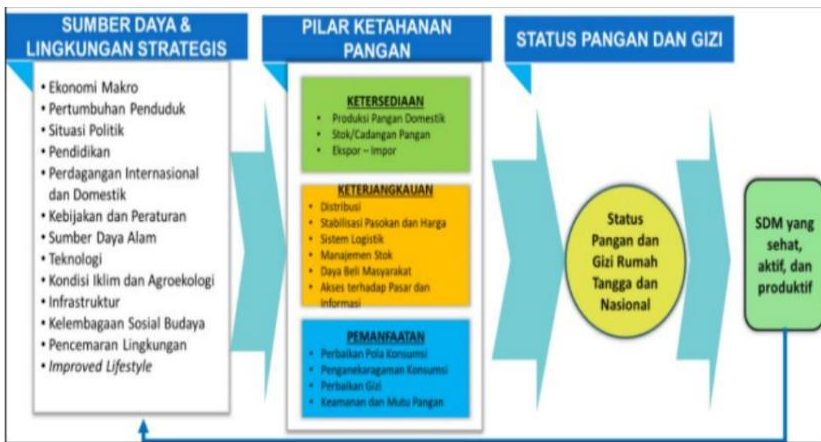 SUMBER DAYA &
LINGKUNGAN STRATEGIS
• Ekonomi Makro
• Pertumbuhan Penduduk
• Situasi Politik
• Pendidikan
• Perdagangan Internasional
dan Domestik
• Kebijakan dan Peraturan
• Sumber Daya Alam
• Teknologi
• Kondisi Iklim dan Agroekologi
• Infrastruktur
• Kelembagaan Sosial Budaya
• Pencemaran Lingkungan
• Improved Lifestyle
PILAR KETAHANAN
PANGAN
KETERSEDIAAN
• Produksi Pangan Domestik
• Stok/Cadangan Pangan
• Ekspor – Impor
KETERJANGKAUAN
• Distribusi
• Stabilisasi Pasokan dan Harga
• Sistem Logistik
• Manajemen Stok
• Daya Beli Masyarakat
• Akses terhadap Pasar dan
Informasi
PEMANFAATAN
• Perbaikan Pola Konsumsi
• Penganekaragaman Konsumsi
• Perbaikan Gizi
• Keamanan dan Mutu Pangan
STATUS PANGAN DAN GIZI
Status
Pangan dan
Gizi Rumah
Tangga dan
Nasional
SDM yang
sehat,
aktif, dan
produktif